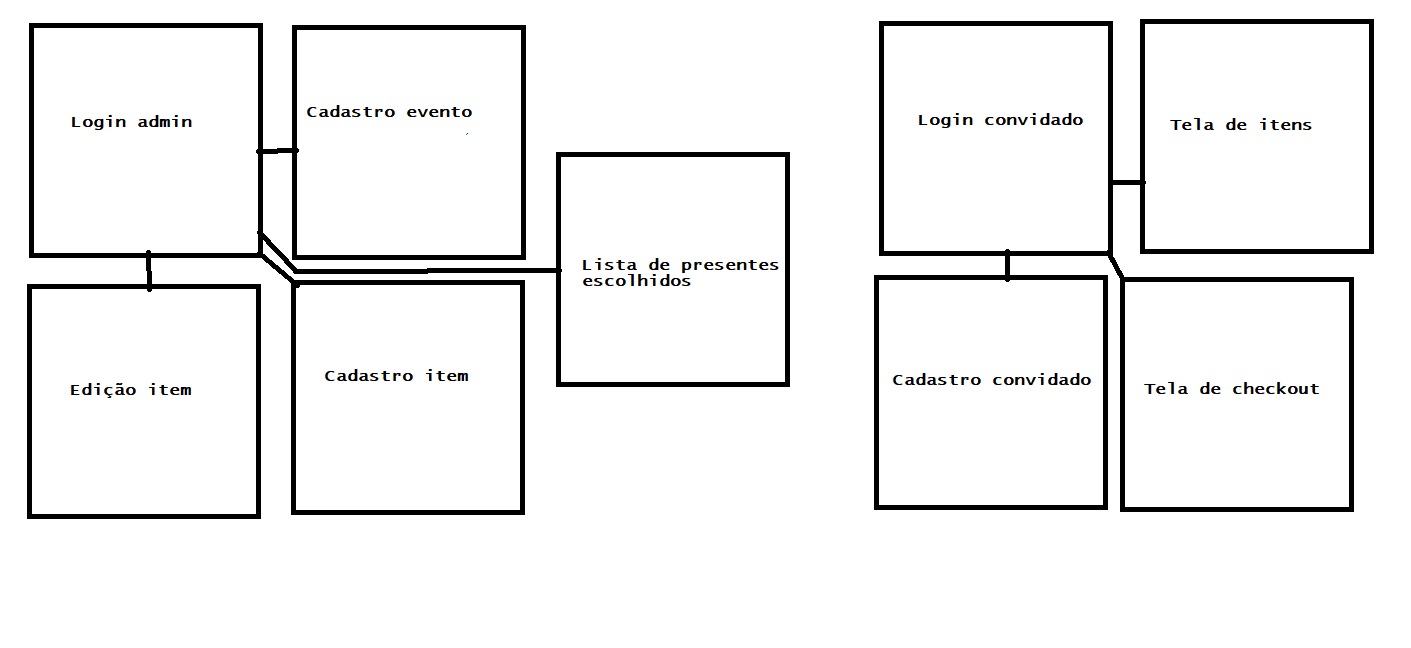 Login admin
Cadastro evento
Lista de presentes
escolhidos
Edição item
Cadastro item
Login convidado
Tela de itens
Cadastro convidado
Tela de checkout